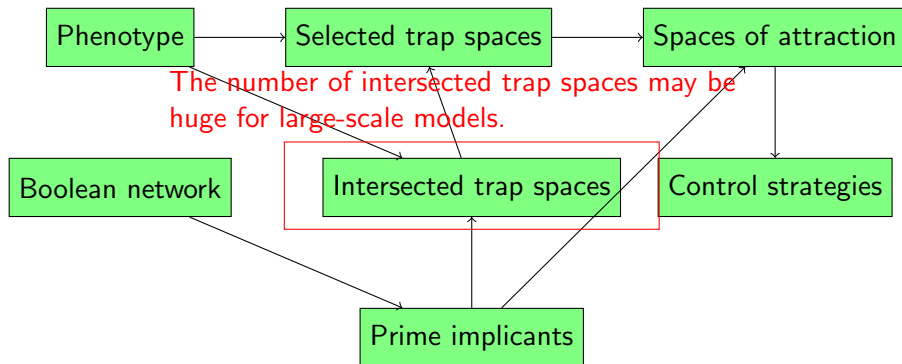 Phenotype
Selected trap spaces
Spaces of attraction
The number of intersected trap spaces may be
huge for large-scale models.
Boolean network
Intersected trap spaces
Control strategies
Prime implicants